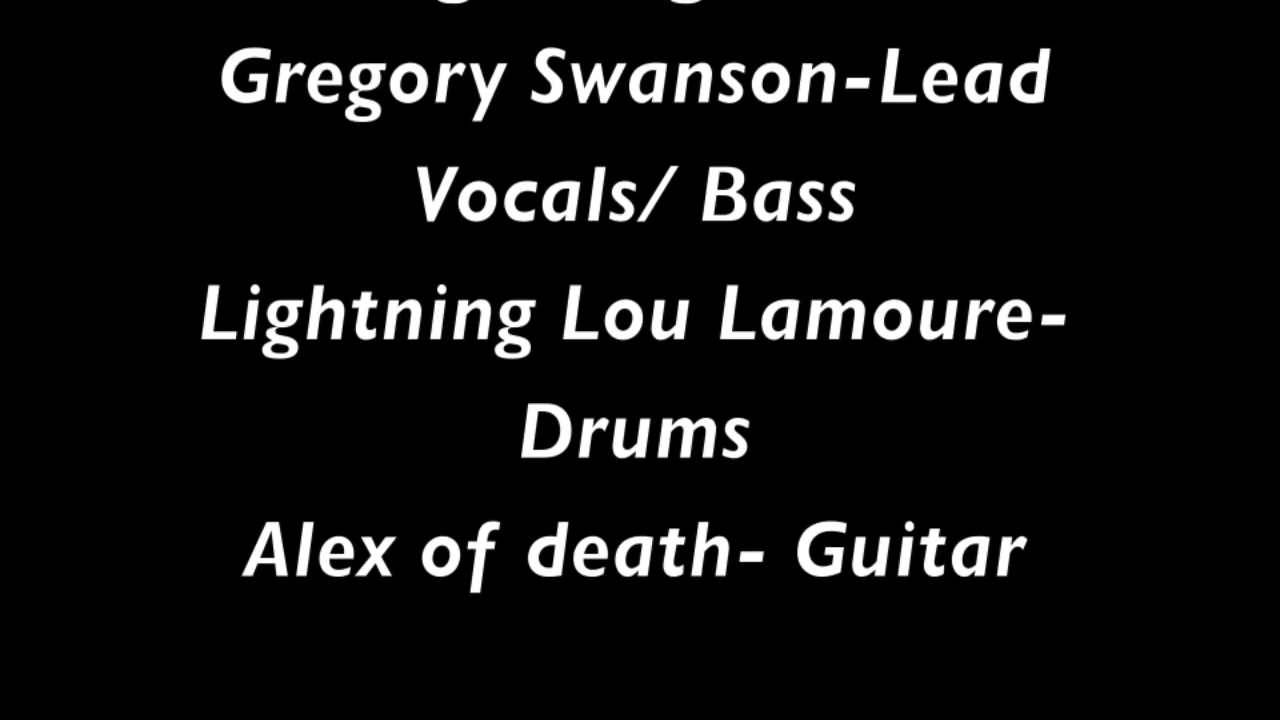 Gregory Swanson-Lead
Vocals/ Bass
Lightning Lou Lamoure-
Drums
Alex of death- Guitar